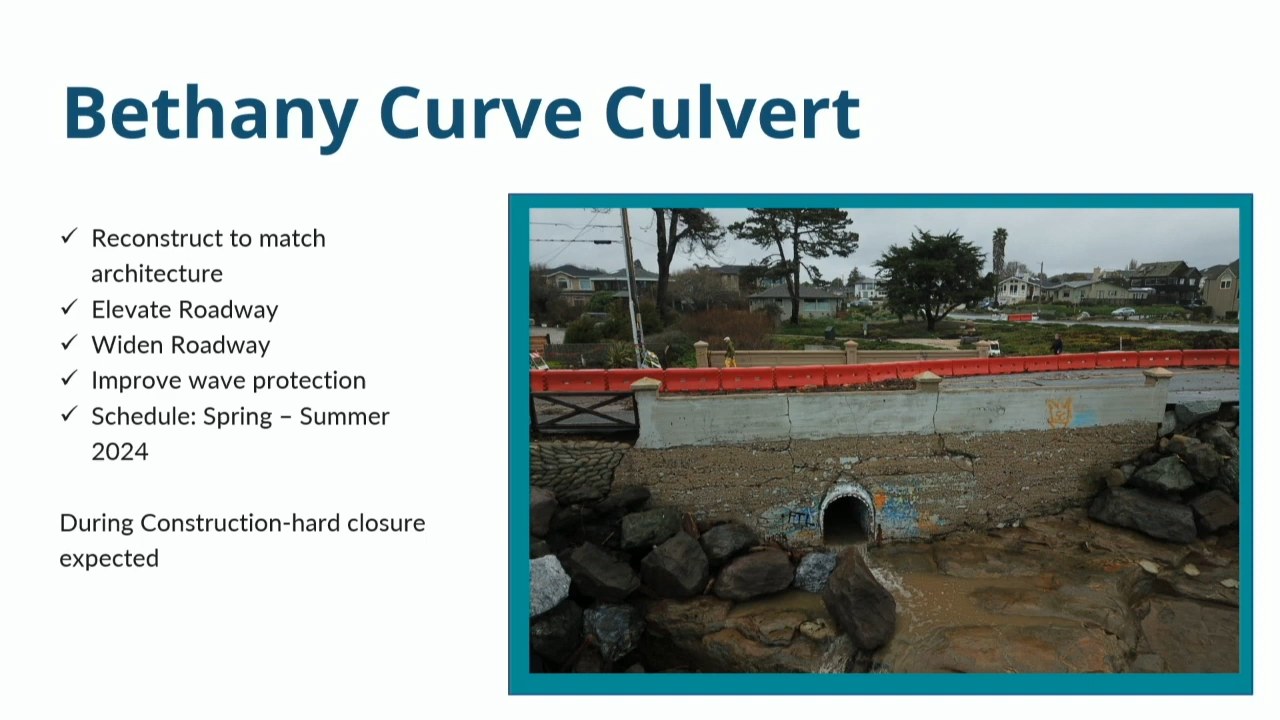 Bethany Curve Culvert
✓ Reconstruct to match
architecture
✓ Elevate Roadway
✓ Widen Roadway
✓ Improve wave protection
✓ Schedule: Spring – Summer
2024
During Construction-hard closure
expected